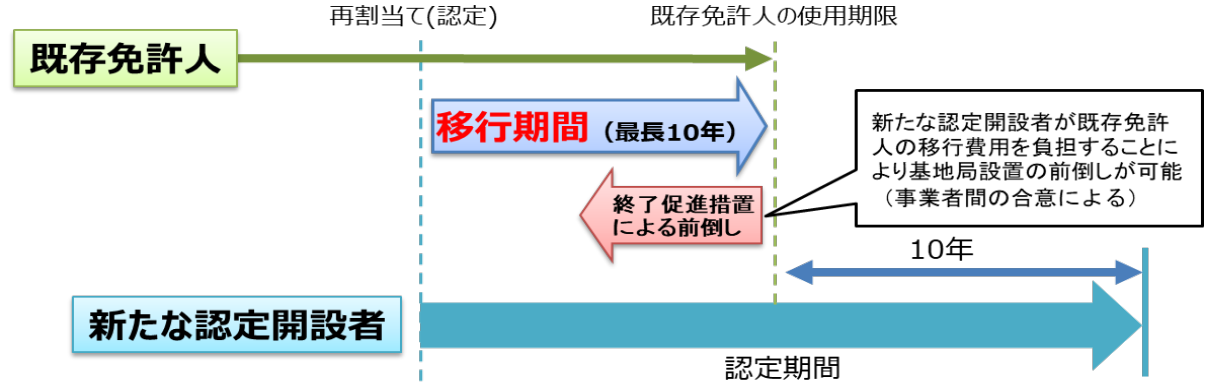 再割当て(認定)
既存免許人の使用期限
既存免許人
移行期間（最長10年）
新たな認定開設者が既存免許
人の移行費用を負担することに
より基地局設置の前倒しが可能
（事業者間の合意による）
終了促進措置
による前倒し
10年
新たな認定開設者
認定期間